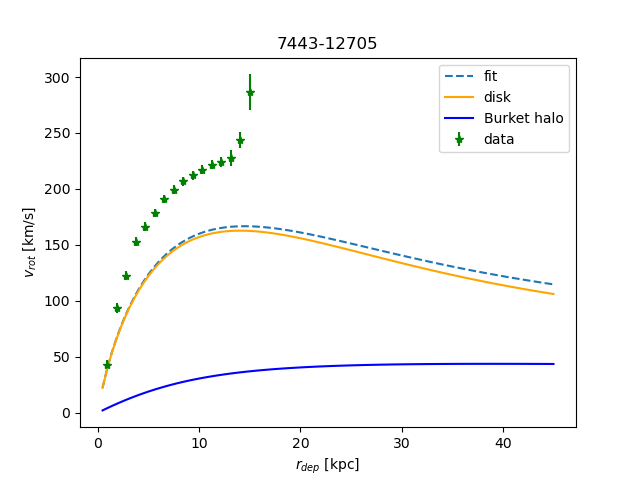 7443-12705
300
250
200
150
100
50
0
v_rot [km/s]
fit
disk
Burket halo
data
0 10 20 30 40
r_dep [kpc]